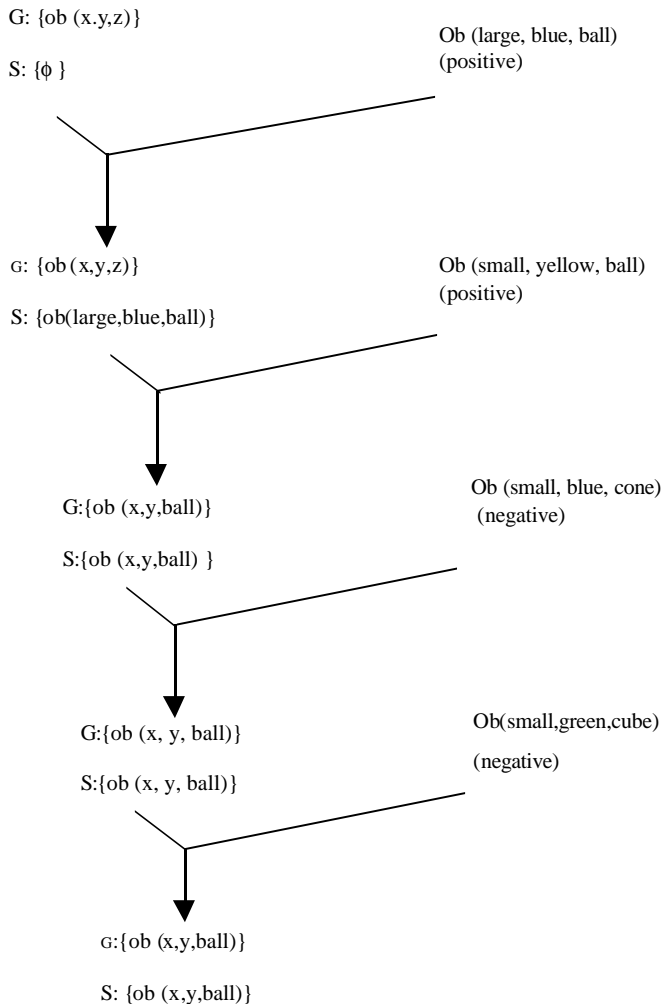 G: {ob (x.y,z)}
Ob (large, blue, ball)
(positive)
S: {ϕ }
G: {ob (x,y,z)}
Ob (small, yellow, ball)
(positive)
S: {ob(large,blue,ball)}
Ob (small, blue, cone)
(negative)
G:{ob (x,y,ball)}
S:{ob (x,y,ball) }
Ob(small,green,cube)
(negative)
G:{ob (x, y, ball)}
S:{ob (x, y, ball)}
G:{ob (x,y,ball)}
S: {ob (x,y,ball)}